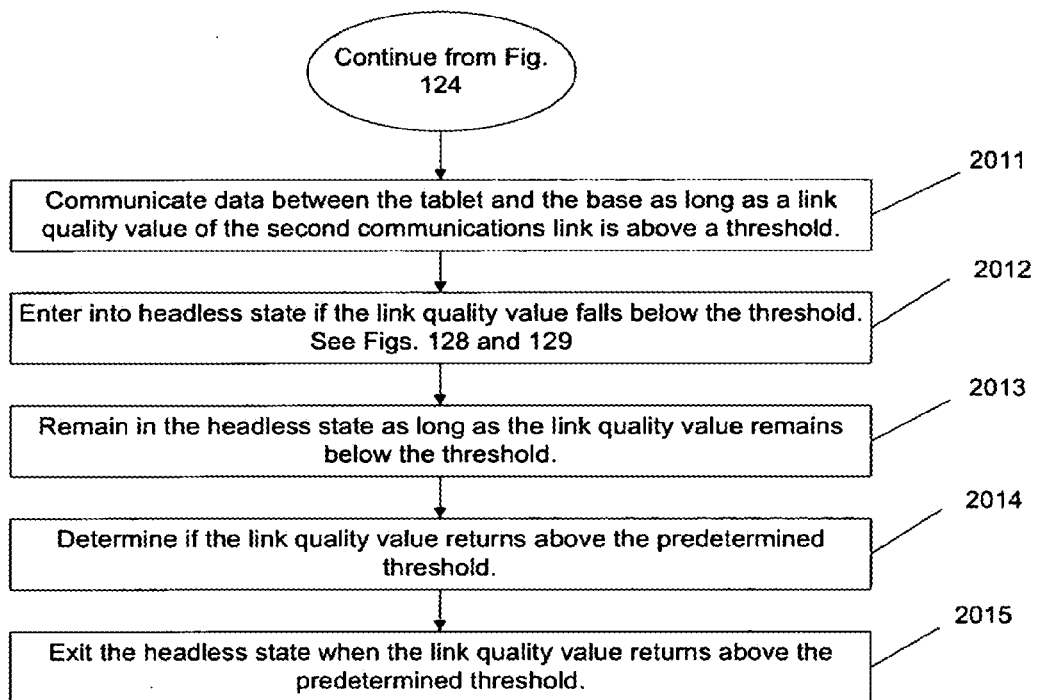 Continue from Fig.
124
2011
Communicate data between the tablet and the base as long as a link
quality value of the second communications link is above a threshold.
2012
Enter into headless state if the link quality value falls below the threshold.
See Figs. 128 and 129
2013
Remain in the headless state as long as the link quality value remains
below the threshold.
2014
Determine if the link quality value returns above the predetermined
threshold.
2015
Exit the headless state when the link quality value returns above the
predetermined threshold.